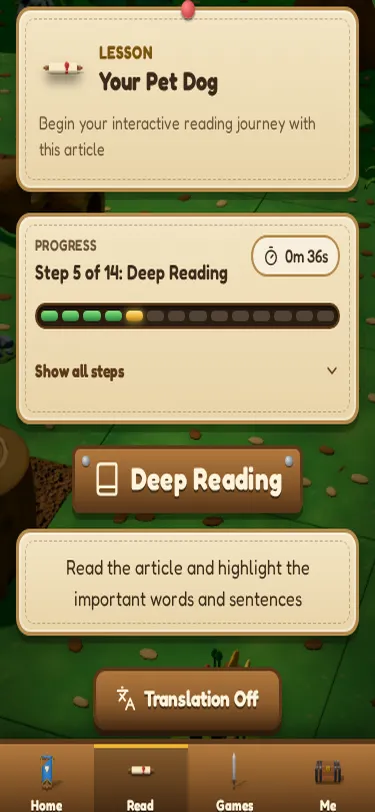 LESSON
Your Pet Dog
Begin your interactive reading journey with
this article
PROGRESS
Step 5 of 14: Deep Reading
0m 36s
Show all steps
Deep Reading
Read the article and highlight the
important words and sentences
Translation Off
Home
Read
Games
Me